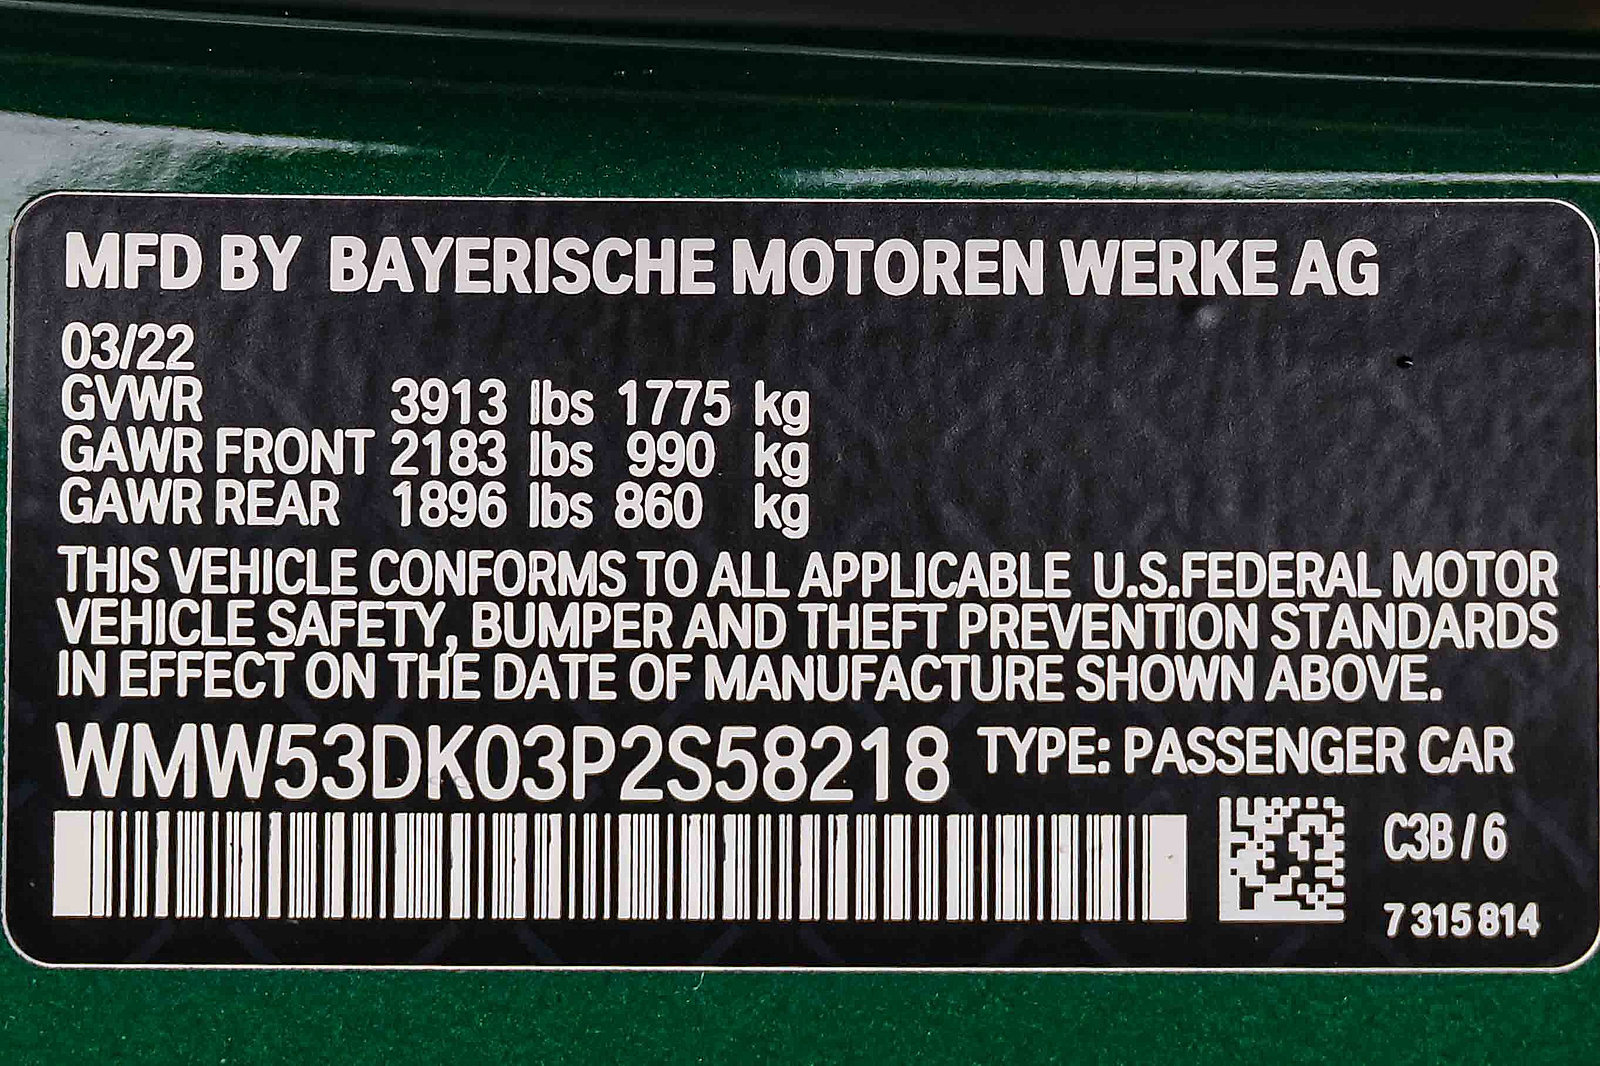 MFD BY BAYERISCHE MOTOREN WERKE AG
03/22
GVWR 3913 lbs 1775 kg
GAWR FRONT 2183 lbs 990 kg
GAWR REAR 1896 lbs 860 kg
THIS VEHICLE CONFORMS TO ALL APPLICABLE U.S.FEDERAL MOTOR
VEHICLE SAFETY, BUMPER AND THEFT PREVENTION STANDARDS
IN EFFECT ON THE DATE OF MANUFACTURE SHOWN ABOVE.
WMW53DK03P2S58218 TYPE: PASSENGER CAR
C3B / 6
7 315 814